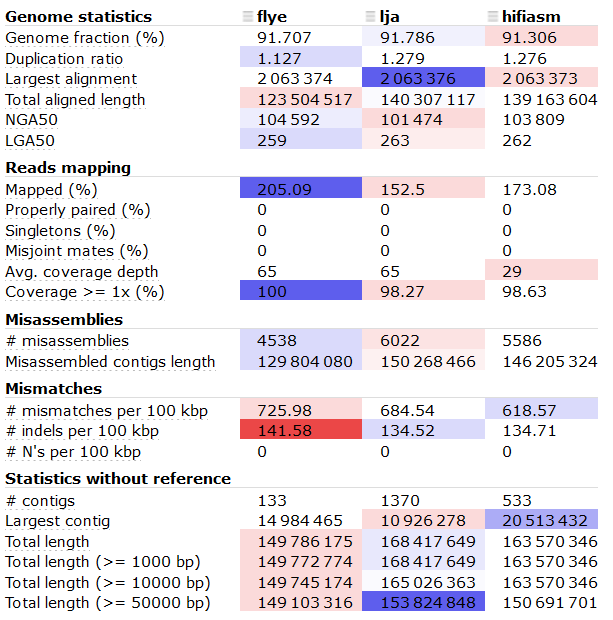 Genome statistics flye lja hifiasm
Genome fraction (%) 91.707 91.786 91.306
Duplication ratio 1.127 1.279 1.276
Largest alignment 2 063 374 2 063 376 2 063 373
Total aligned length 123 504 517 140 307 117 139 163 604
NGA50 104 592 101 474 103 809
LGA50 259 263 262
Reads mapping
Mapped (%) 205.09 152.5 173.08
Properly paired (%) 0 0 0
Singletons (%) 0 0 0
Misjoint mates (%) 0 0 0
Avg. coverage depth 65 65 29
Coverage >= 1x (%) 100 98.27 98.63
Misassemblies
# misassemblies 4538 6022 5586
Misassembled contigs length 129 804 080 150 268 466 146 205 324
Mismatches
# mismatches per 100 kbp 725.98 684.54 618.57
# indels per 100 kbp 141.58 134.52 134.71
# N's per 100 kbp 0 0 0
Statistics without reference
# contigs 133 1370 533
Largest contig 14 984 465 10 926 278 20 513 432
Total length 149 786 175 168 417 649 163 570 346
Total length (>= 1000 bp) 149 772 774 168 417 649 163 570 346
Total length (>= 10000 bp) 149 745 174 165 026 363 163 570 346
Total length (>= 50000 bp) 149 103 316 153 824 848 150 691 701